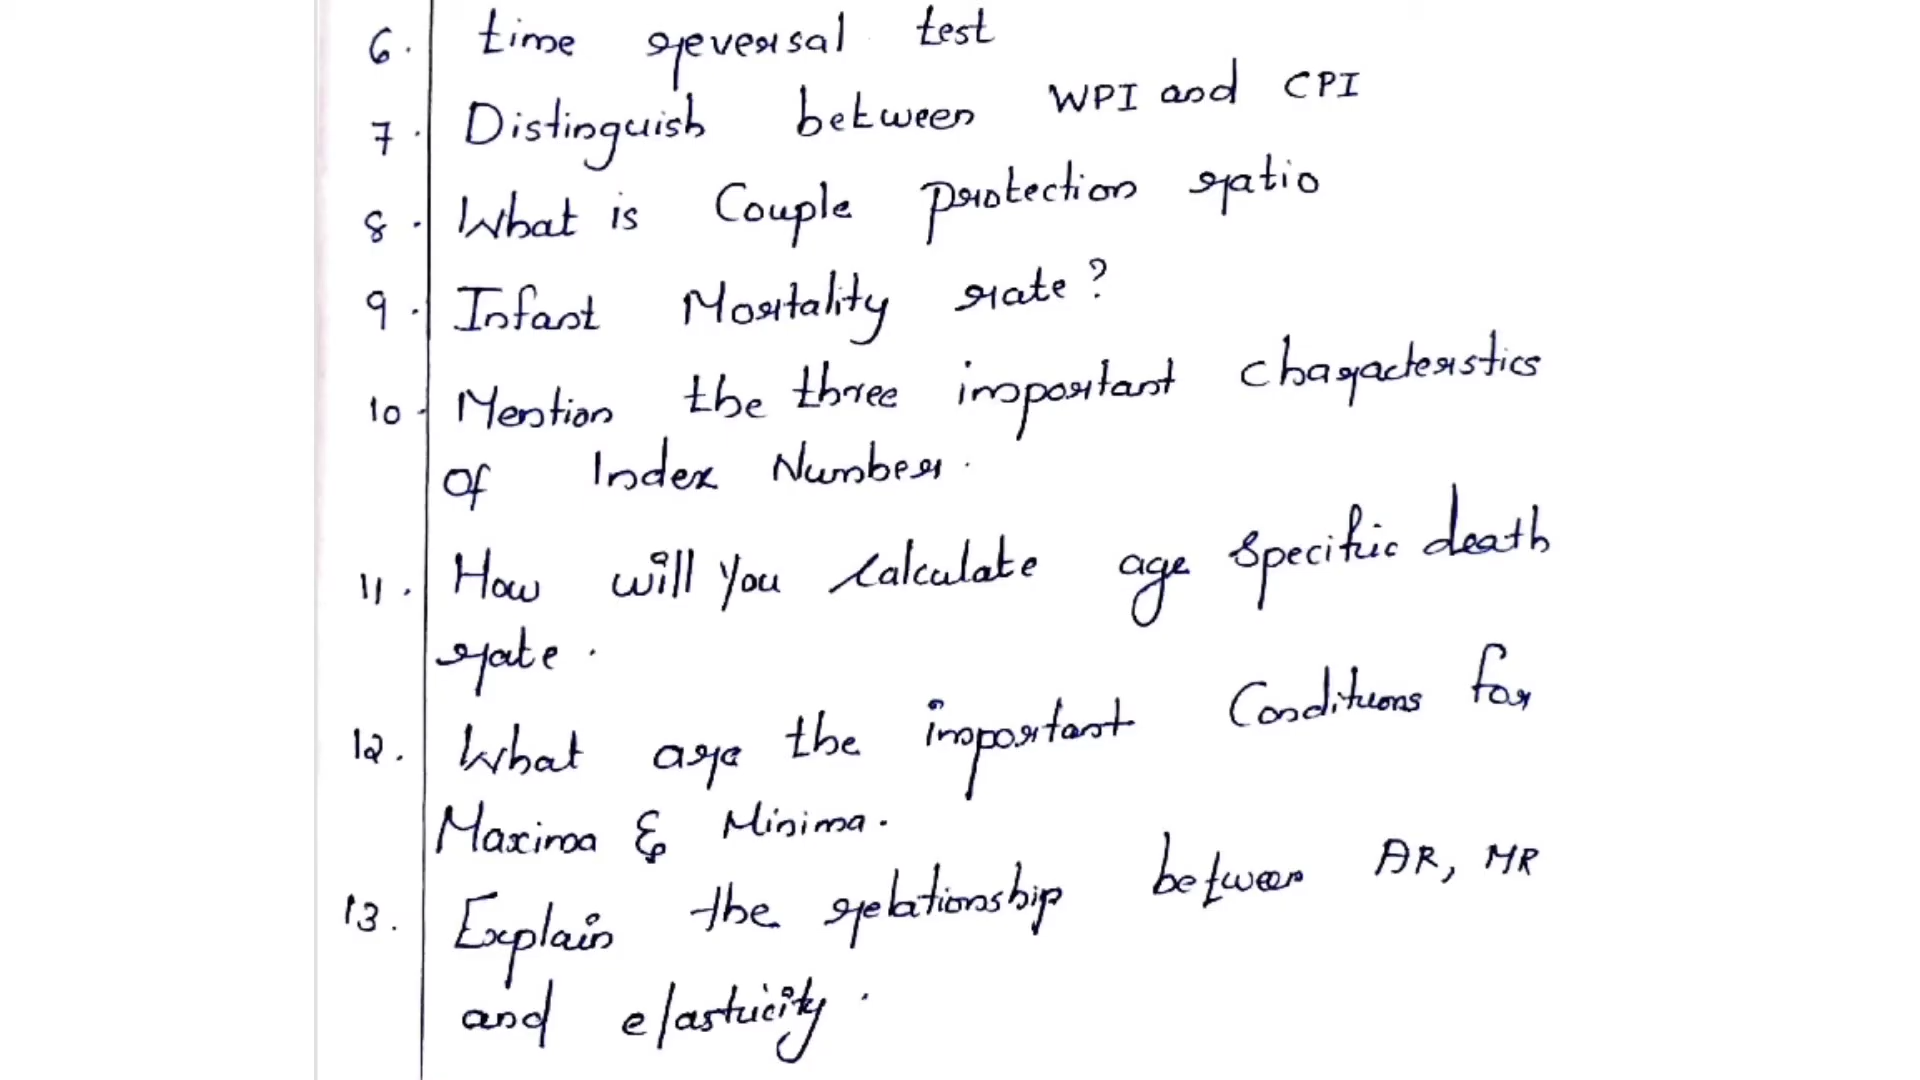 6. time reversal test
7. Distinguish between WPI and CPI
8. What is Couple protection ratio
9. Infant Mortality rate?
10. Mention the three important characteristics
of Index Number.
11. How will you calculate age specific death
rate.
12. What are the important Conditions for
Maxima & Minima.
13. Explain the relationship between AR, MR
and elasticity.